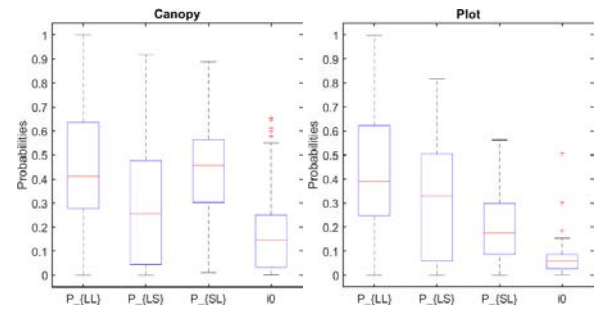 Canopy
Probabilities
1
0.9
0.8
0.7
0.6
0.5
0.4
0.3
0.2
0.1
0
P_{LL}
P_{LS}
P_{SL}
i0
Plot
Probabilities
1
0.9
0.8
0.7
0.6
0.5
0.4
0.3
0.2
0.1
0
P_{LL}
P_{LS}
P_{SL}
i0